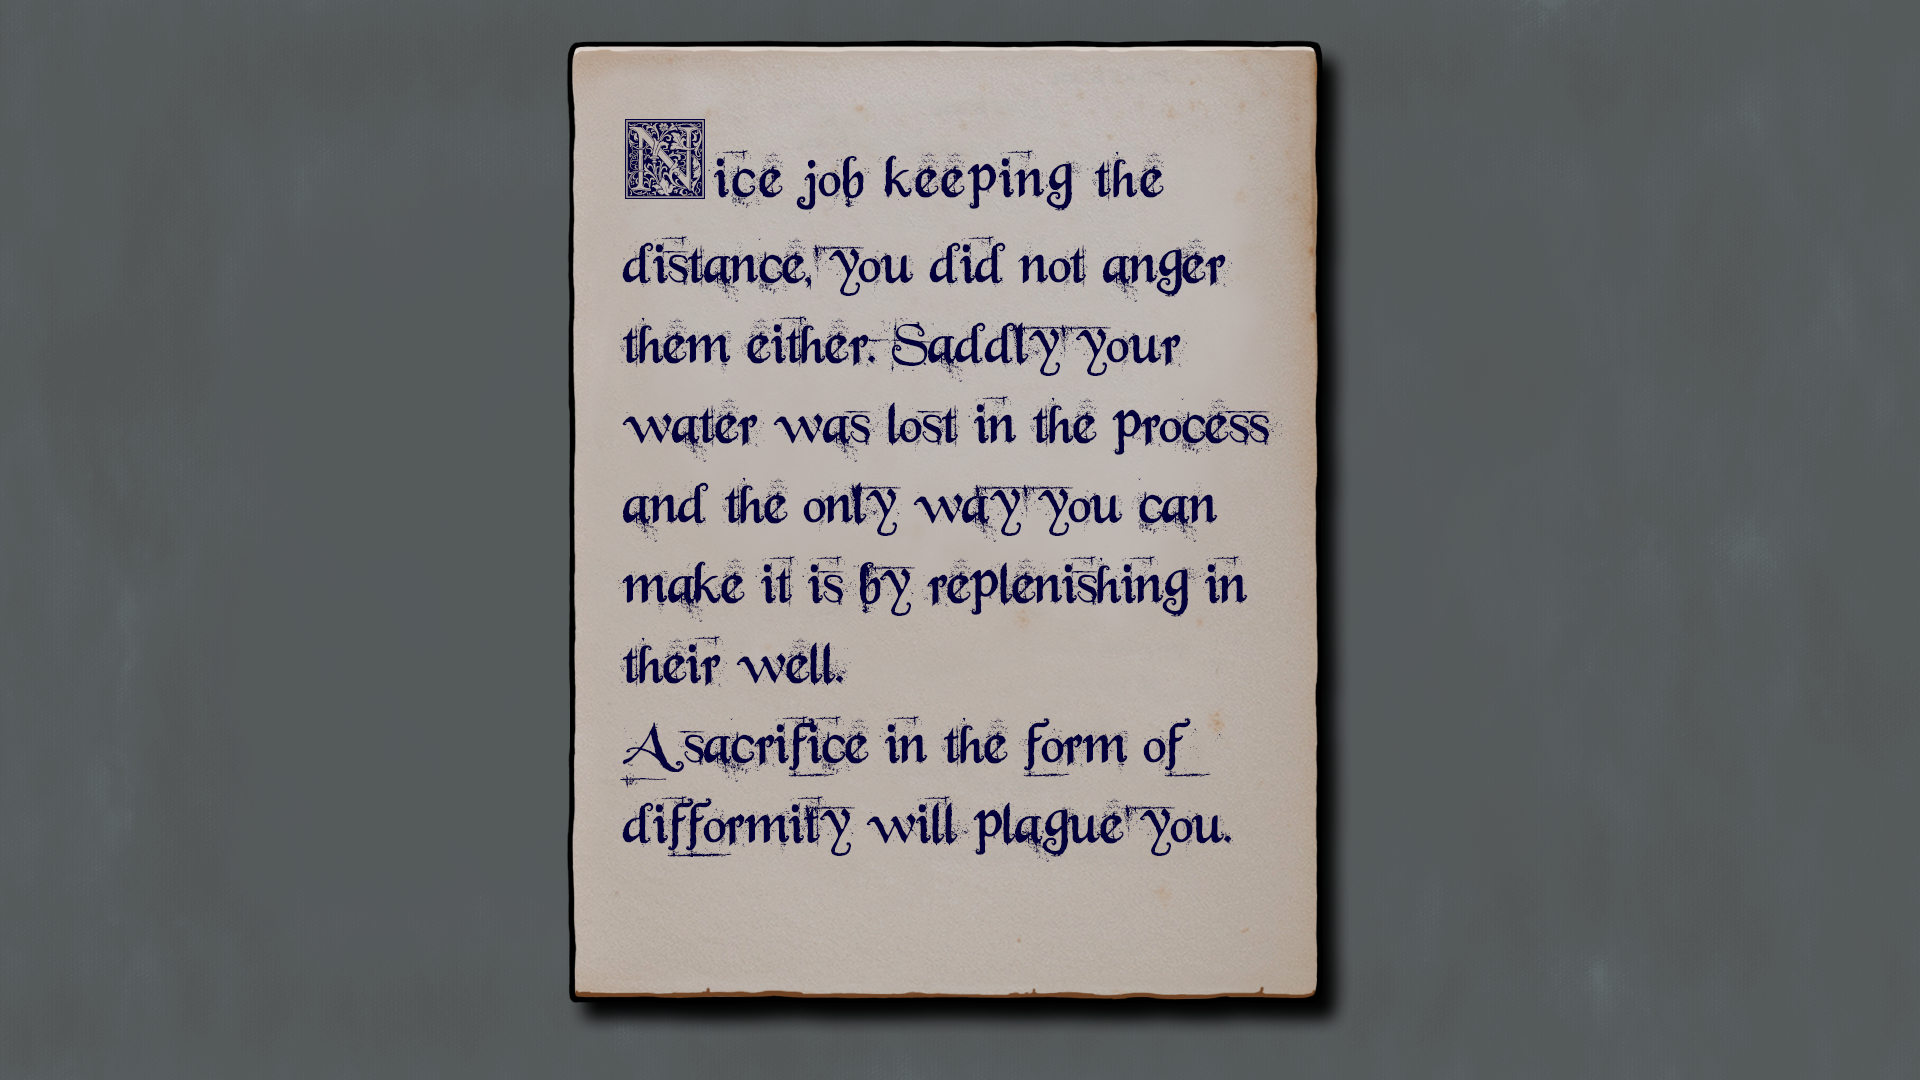 Nice job keeping the
distance, you did not anger
them either. Saddly your
water was lost in the process
and the only way you can
make it is by replenishing in
their well.
A sacrifice in the form of
difformity will plague you.